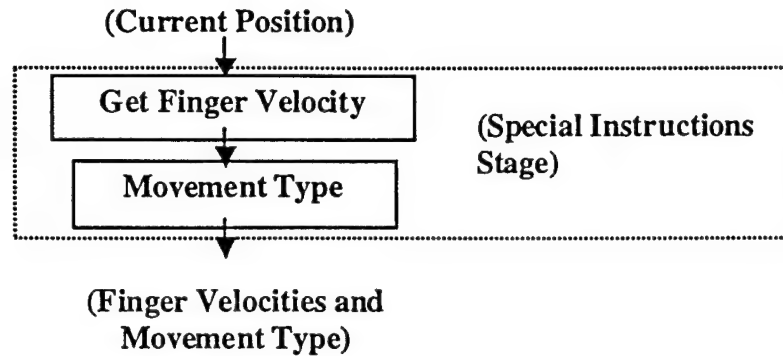 (Current Position)
Get Finger Velocity
(Special Instructions
Stage)
Movement Type
(Finger Velocities and
Movement Type)